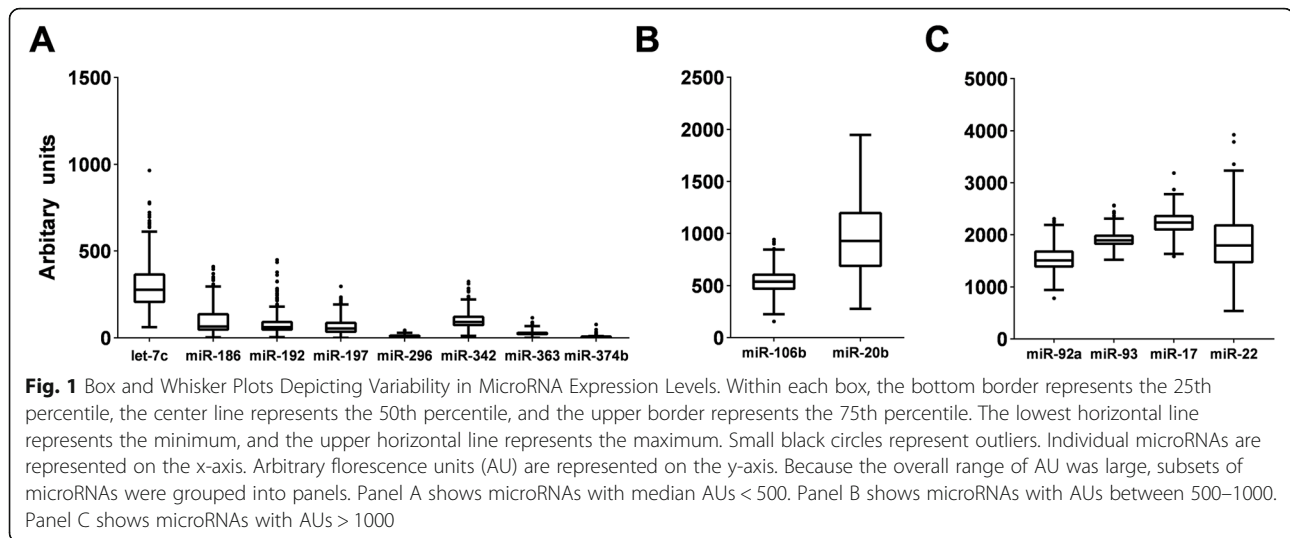 A
B
C
Arbitary units
1500
1000
500
0
let-7c miR-186 miR-192 miR-197 miR-296 miR-342 miR-363 miR-374b
2500
2000
1500
1000
500
0
miR-106b miR-20b
5000
4000
3000
2000
1000
0
miR-92a miR-93 miR-17 miR-22
Fig. 1 Box and Whisker Plots Depicting Variability in MicroRNA Expression Levels. Within each box, the bottom border represents the 25th
percentile, the center line represents the 50th percentile, and the upper border represents the 75th percentile. The lowest horizontal line
represents the minimum, and the upper horizontal line represents the maximum. Small black circles represent outliers. Individual microRNAs are
represented on the x-axis. Arbitrary florescence units (AU) are represented on the y-axis. Because the overall range of AU was large, subsets of
microRNAs were grouped into panels. Panel A shows microRNAs with median AUs < 500. Panel B shows microRNAs with AUs between 500–1000.
Panel C shows microRNAs with AUs > 1000